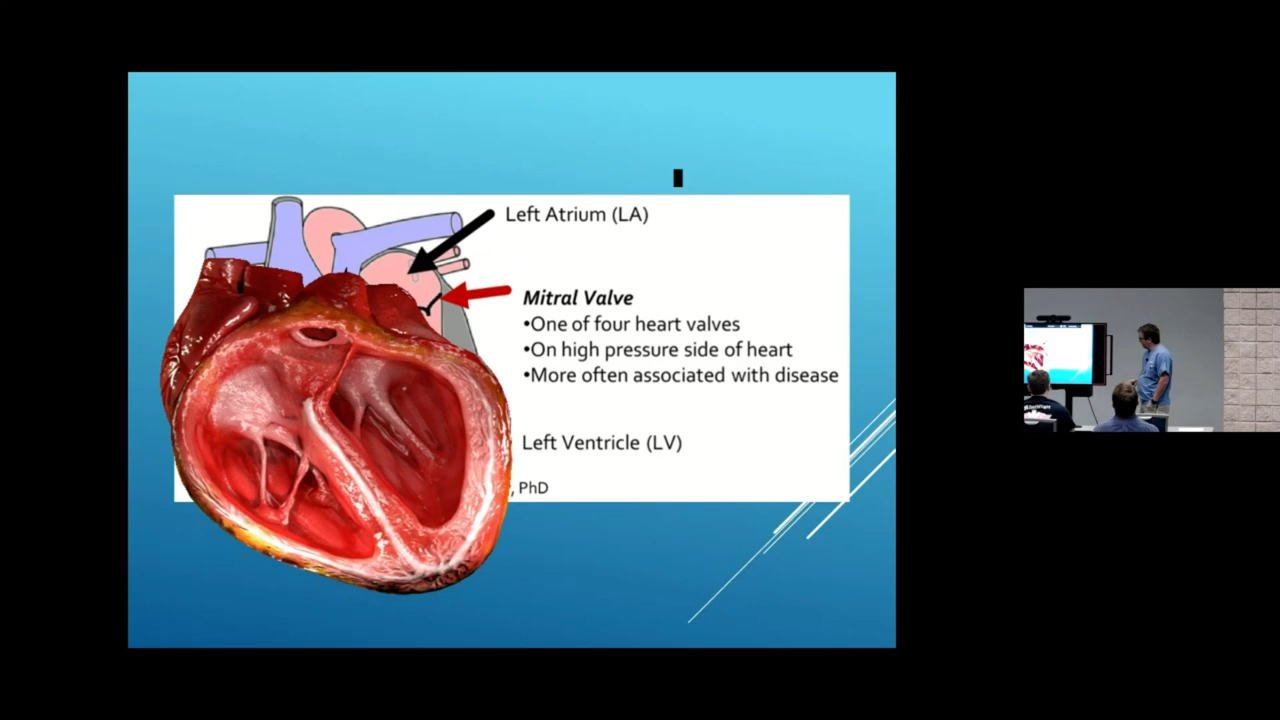 Left Atrium (LA)
Mitral Valve
•One of four heart valves
•On high pressure side of heart
•More often associated with disease
Left Ventricle (LV)
, PhD